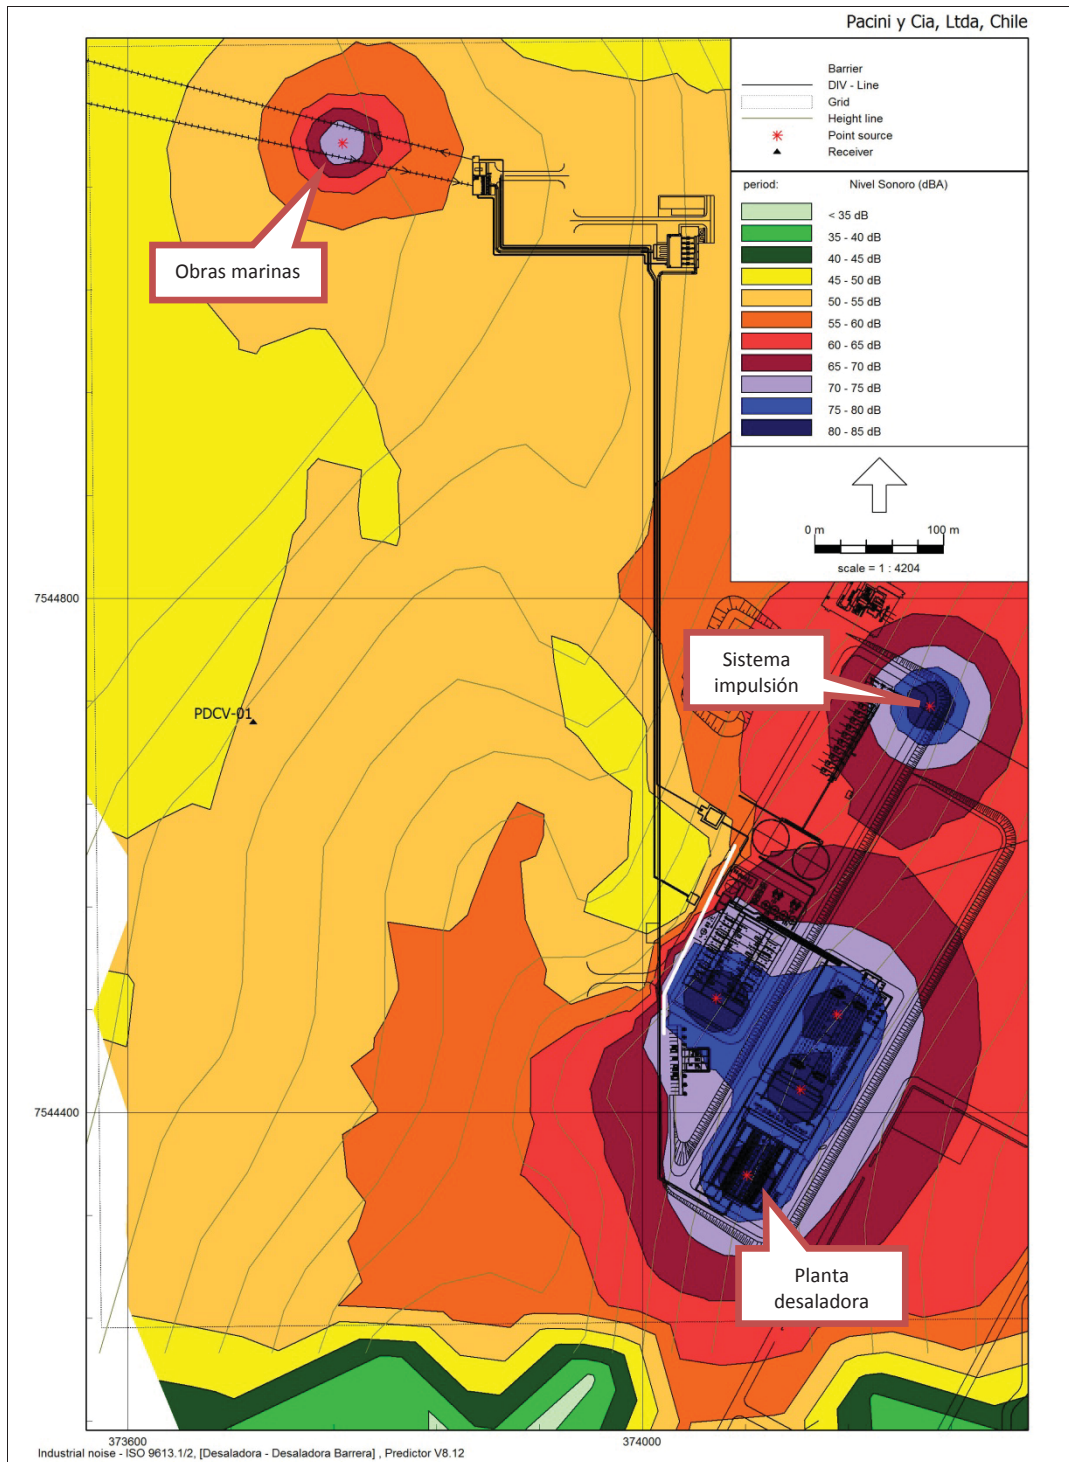 Pacini y Cia, Ltda, Chile
Barrier
DIV - Line
Grid
Height line
Point source
Receiver
period: Nivel Sonoro (dBA)
< 35 dB
35 - 40 dB
40 - 45 dB
45 - 50 dB
50 - 55 dB
55 - 60 dB
60 - 65 dB
65 - 70 dB
70 - 75 dB
75 - 80 dB
80 - 85 dB
0 m 100 m
scale = 1 : 4204
Obras marinas
7544800
Sistema
impulsión
PDCV-01
7544400
Planta
desaladora
373600 374000
Industrial noise - ISO 9613.1/2, [Desaladora - Desaladora Barrera] , Predictor V8.12